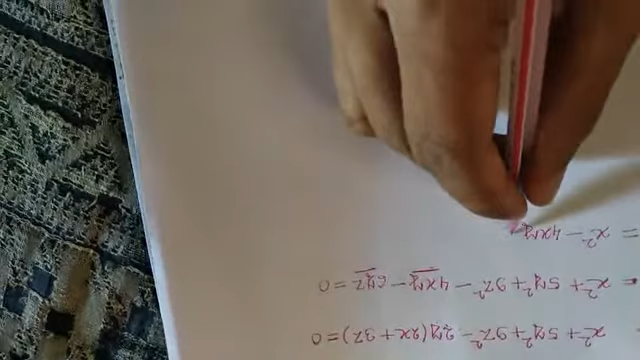 x² + 5y² + 9z² - 2y(2x + 3z) = 0
x² + 5y² + 9z² - 4xy - 6yz = 0
= x² - 4xy